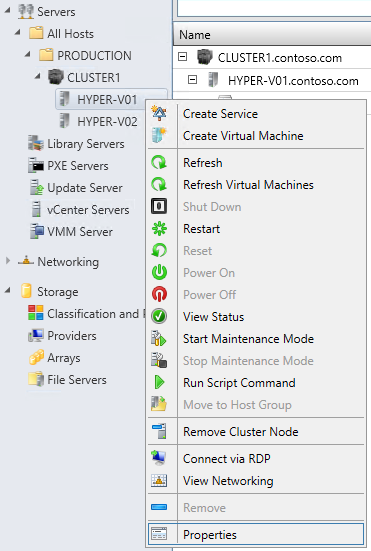 Servers
All Hosts
PRODUCTION
CLUSTER1
HYPER-V01
HYPER-V02
Library Servers
PXE Servers
Update Server
vCenter Servers
VMM Server
Networking
Storage
Classification and
Providers
Arrays
File Servers
Name
CLUSTER1.contoso.com
HYPER-V01.contoso.com
Create Service
Create Virtual Machine
Refresh
Refresh Virtual Machines
Shut Down
Restart
Reset
Power On
Power Off
View Status
Start Maintenance Mode
Stop Maintenance Mode
Run Script Command
Move to Host Group
Remove Cluster Node
Connect via RDP
View Networking
Remove
Properties